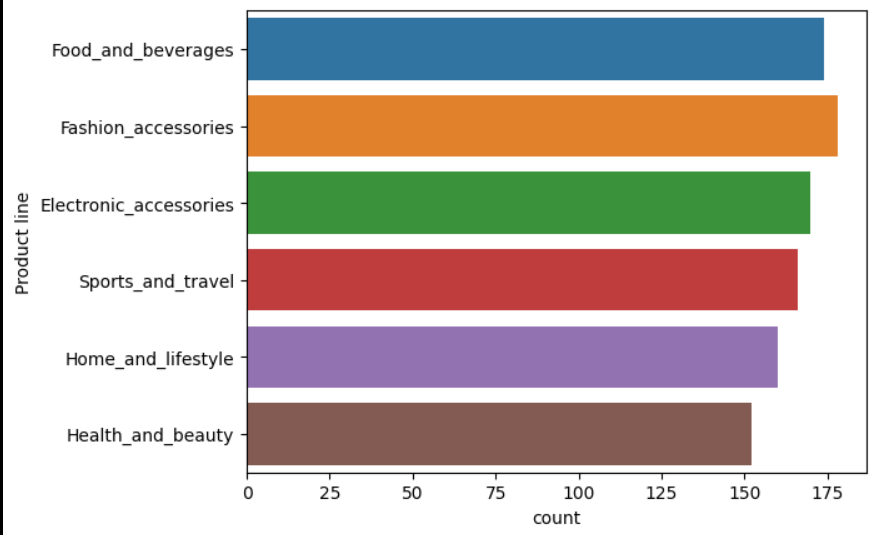 Food_and_beverages
Fashion_accessories
Electronic_accessories
Sports_and_travel
Home_and_lifestyle
Health_and_beauty
Product line
0 25 50 75 100 125 150 175
count